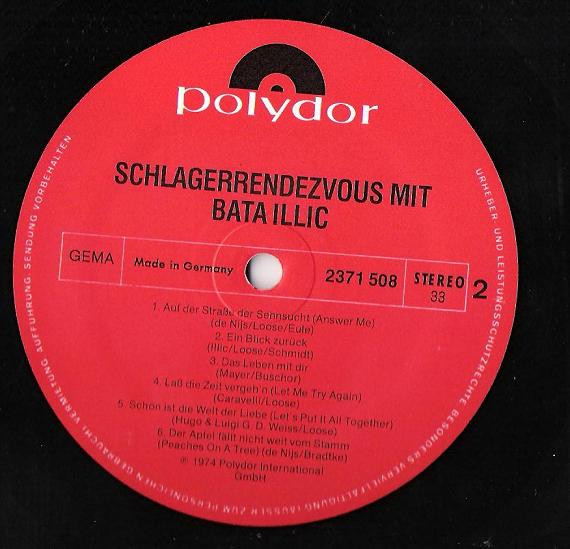 polydor
SCHLAGERRENDEZVOUS MIT
BATA ILLIC
GEMA
Made in Germany
2371 508
STEREO
33
2
1. Auf der Straße der Sehnsucht (Answer Me)
(de Nijs/Loose/Eule)
2. Ein Blick zurück
(Illic/Loose/Schmidt)
3. Das Leben mit dir
(Mayer/Buschor)
4. Laß die Zeit vergeh'n (Let Me Try Again)
(Caravelli/Loose)
5. Schön ist die Welt der Liebe (Let's Put It All Together)
(Hugo & Luigi G. D. Weiss/Loose)
6. Der Apfel fällt nicht weit vom Stamm
(Peaches On A Tree) (de Nijs/Bradtke)
℗ 1974 Polydor International
GmbH
URHEBER- UND LEISTUNGSSCHUTZRECHTE BESONDERS VERVIELFÄLTIGUNG (AUSSER ZUM PERSÖNLICHEN GEBRAUCH), VERMIETUNG AUFFÜHRUNG, SENDUNG VORBEHALTEN